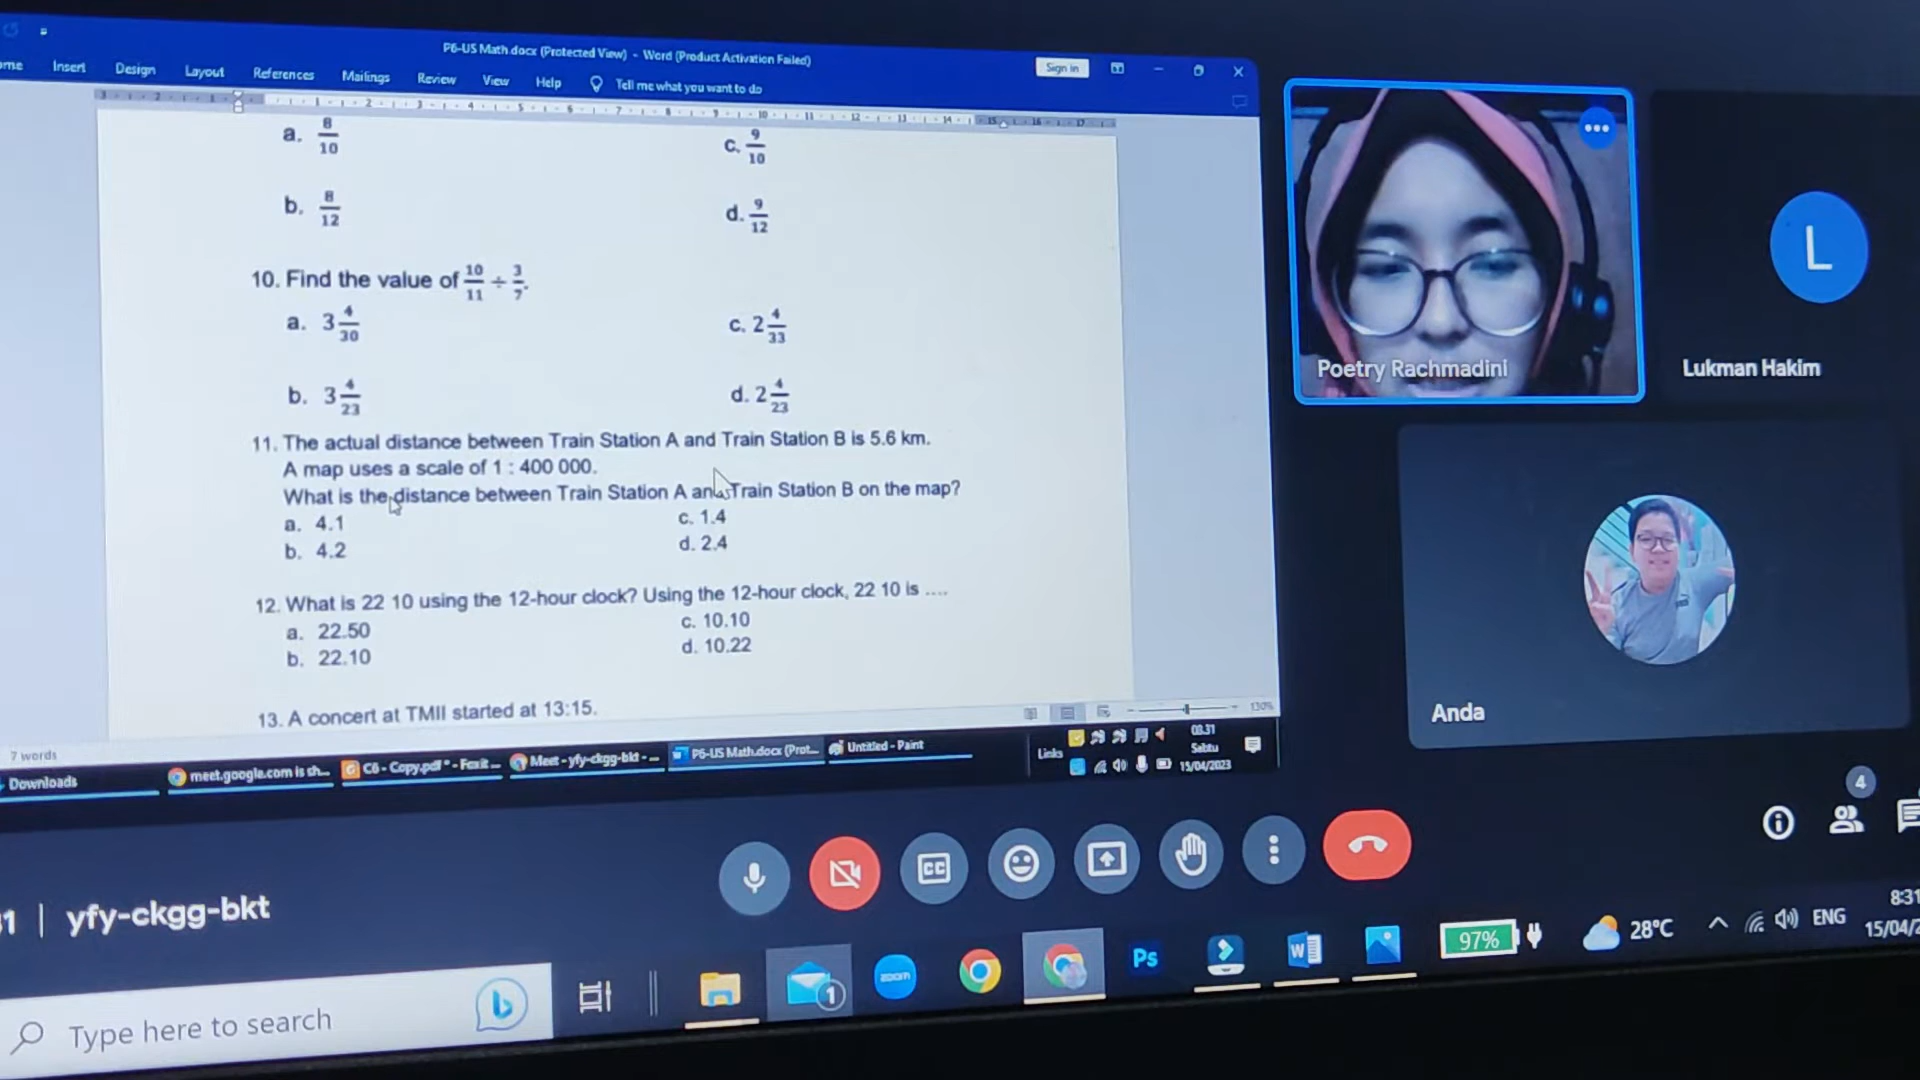 P6-US Math.docx (Protected View) - Word (Product Activation Failed)
Sign in
Insert Design Layout References Mailings Review View Help Tell me what you want to do
a. 8/10
c. 9/10
b. 8/12
d. 9/12
10. Find the value of 10/11 ÷ 3/7.
a. 3 4/30
c. 2 4/33
b. 3 4/23
d. 2 4/23
11. The actual distance between Train Station A and Train Station B is 5.6 km.
A map uses a scale of 1 : 400 000.
What is the distance between Train Station A and Train Station B on the map?
a. 4.1
c. 1.4
b. 4.2
d. 2.4
12. What is 22 10 using the 12-hour clock? Using the 12-hour clock, 22 10 is ....
a. 22.50
c. 10.10
b. 22.10
d. 10.22
13. A concert at TMII started at 13:15.
7 words
130%
Downloads
meet.google.com is sh...
C6 - Copy.pdf * - Foxit ...
Meet - yfy-ckgg-bkt - ...
P6-US Math.docx (Prot...
Untitled - Paint
Links
08.31
Sabtu
15/04/2023
Poetry Rachmadini
L
Lukman Hakim
Anda
4
CC
yfy-ckgg-bkt
Type here to search
1
zoom
Ps
W
97%
28°C
ENG
8:31
15/04/2